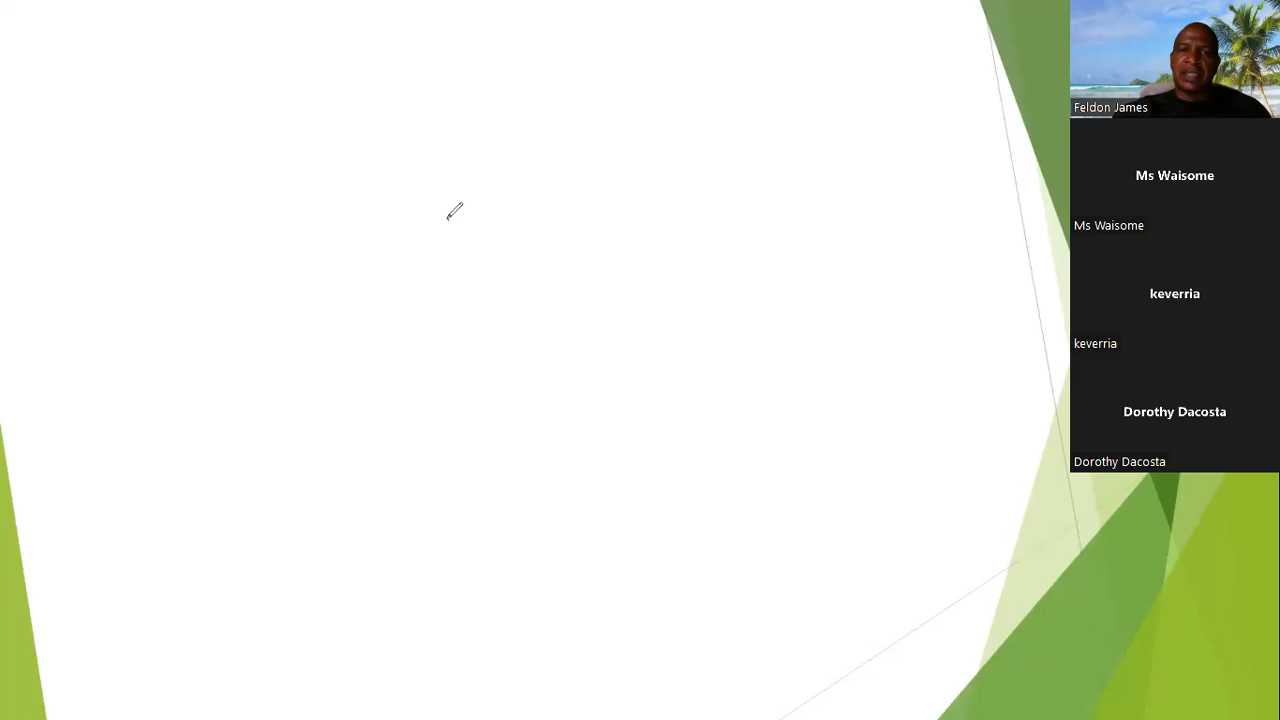 Feldon James
Ms Waisome
Ms Waisome
keverria
keverria
Dorothy Dacosta
Dorothy Dacosta